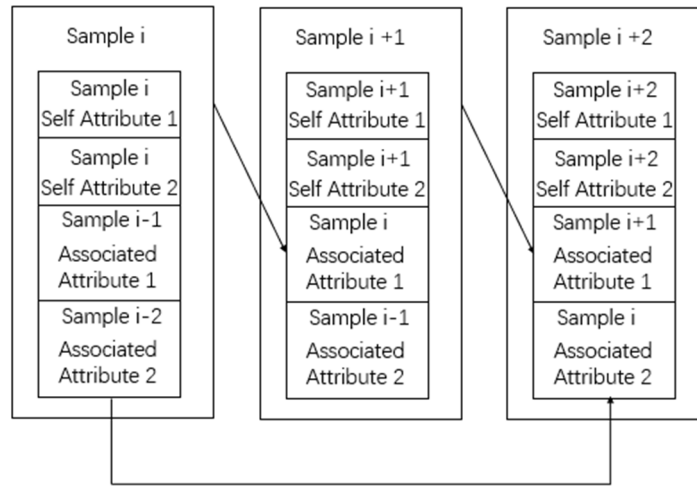 Sample i
Sample i
Self Attribute 1
Sample i
Self Attribute 2
Sample i-1
Associated
Attribute 1
Sample i-2
Associated
Attribute 2
Sample i +1
Sample i+1
Self Attribute 1
Sample i+1
Self Attribute 2
Sample i
Associated
Attribute 1
Sample i-1
Associated
Attribute 2
Sample i +2
Sample i+2
Self Attribute 1
Sample i+2
Self Attribute 2
Sample i+1
Associated
Attribute 1
Sample i
Associated
Attribute 2